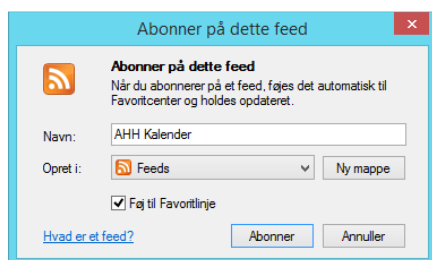 Abonner på dette feed
Abonner på dette feed
Når du abonnerer på et feed, føjes det automatisk til
Favoritcenter og holdes opdateret.
Navn: AHH Kalender
Opret i: Feeds Ny mappe
Føj til Favoritlinje
Hvad er et feed? Abonner Annuller